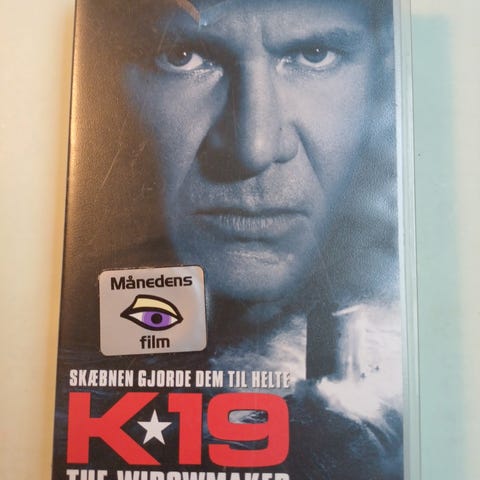 Månedens
film
SKÆBNEN GJORDE DEM TIL HELTE
K★19
THE WIDOWMAKER